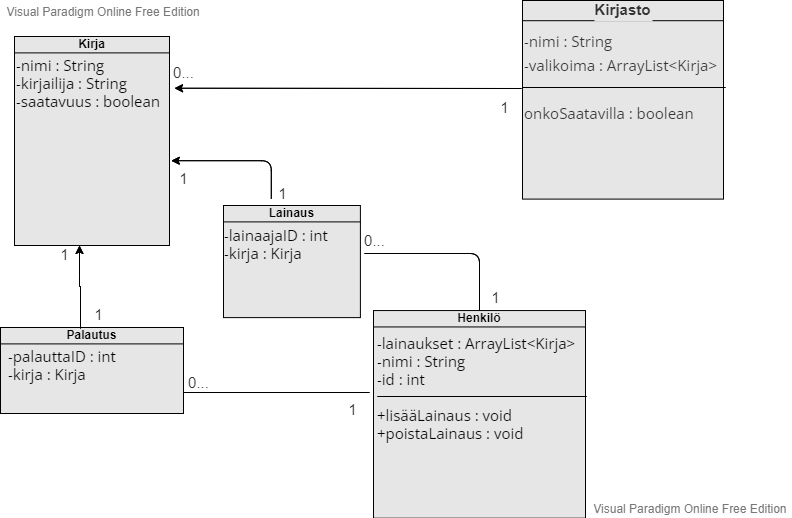 Visual Paradigm Online Free Edition
Kirja
-nimi : String
-kirjailija : String
-saatavuus : boolean
Kirjasto
-nimi : String
-valikoima : ArrayList<Kirja>
onkoSaatavilla : boolean
0...
1
1
1
Lainaus
-lainaajaID : int
-kirja : Kirja
0...
1
1
1
Palautus
-palauttaID : int
-kirja : Kirja
0...
1
Henkilö
-lainaukset : ArrayList<Kirja>
-nimi : String
-id : int
+lisääLainaus : void
+poistaLainaus : void
Visual Paradigm Online Free Edition